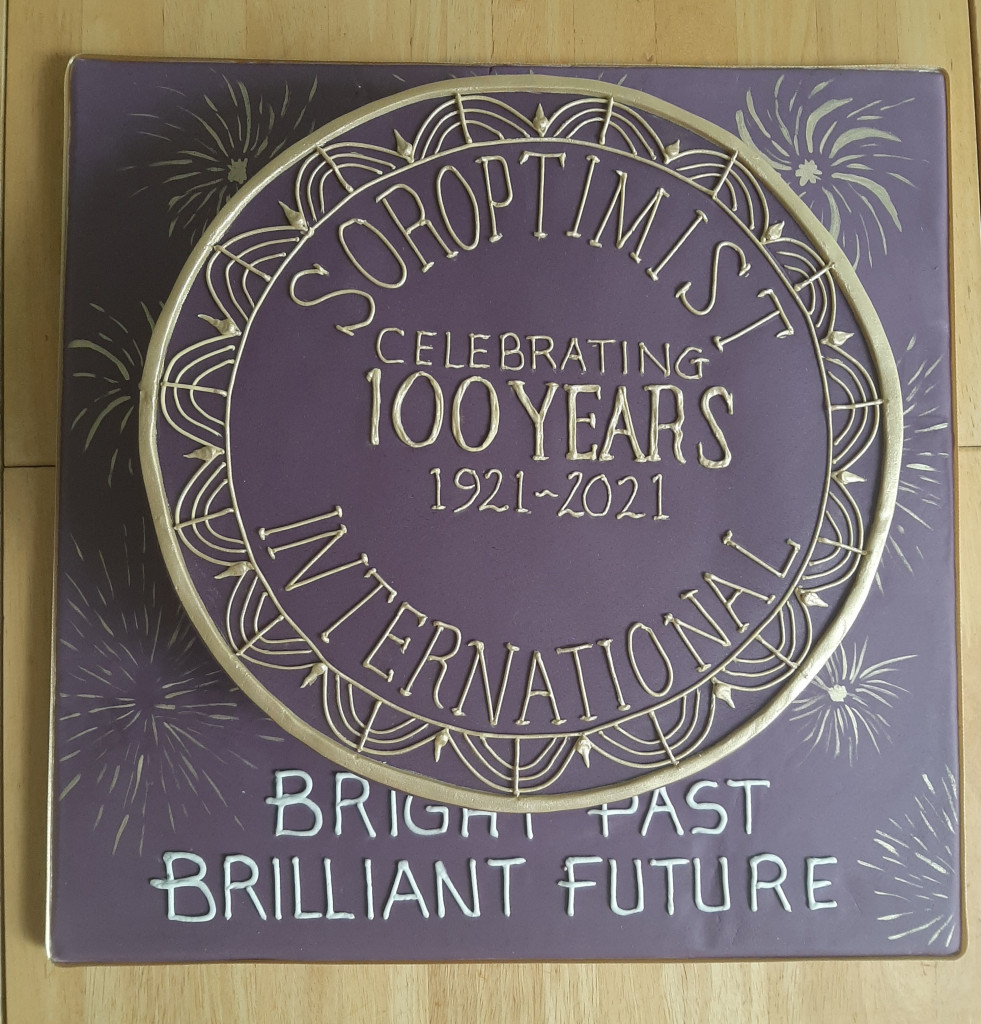 SOROPTIMIST
CELEBRATING
100 YEARS
1921~2021
INTERNATIONAL
BRIGHT PAST
BRILLIANT FUTURE